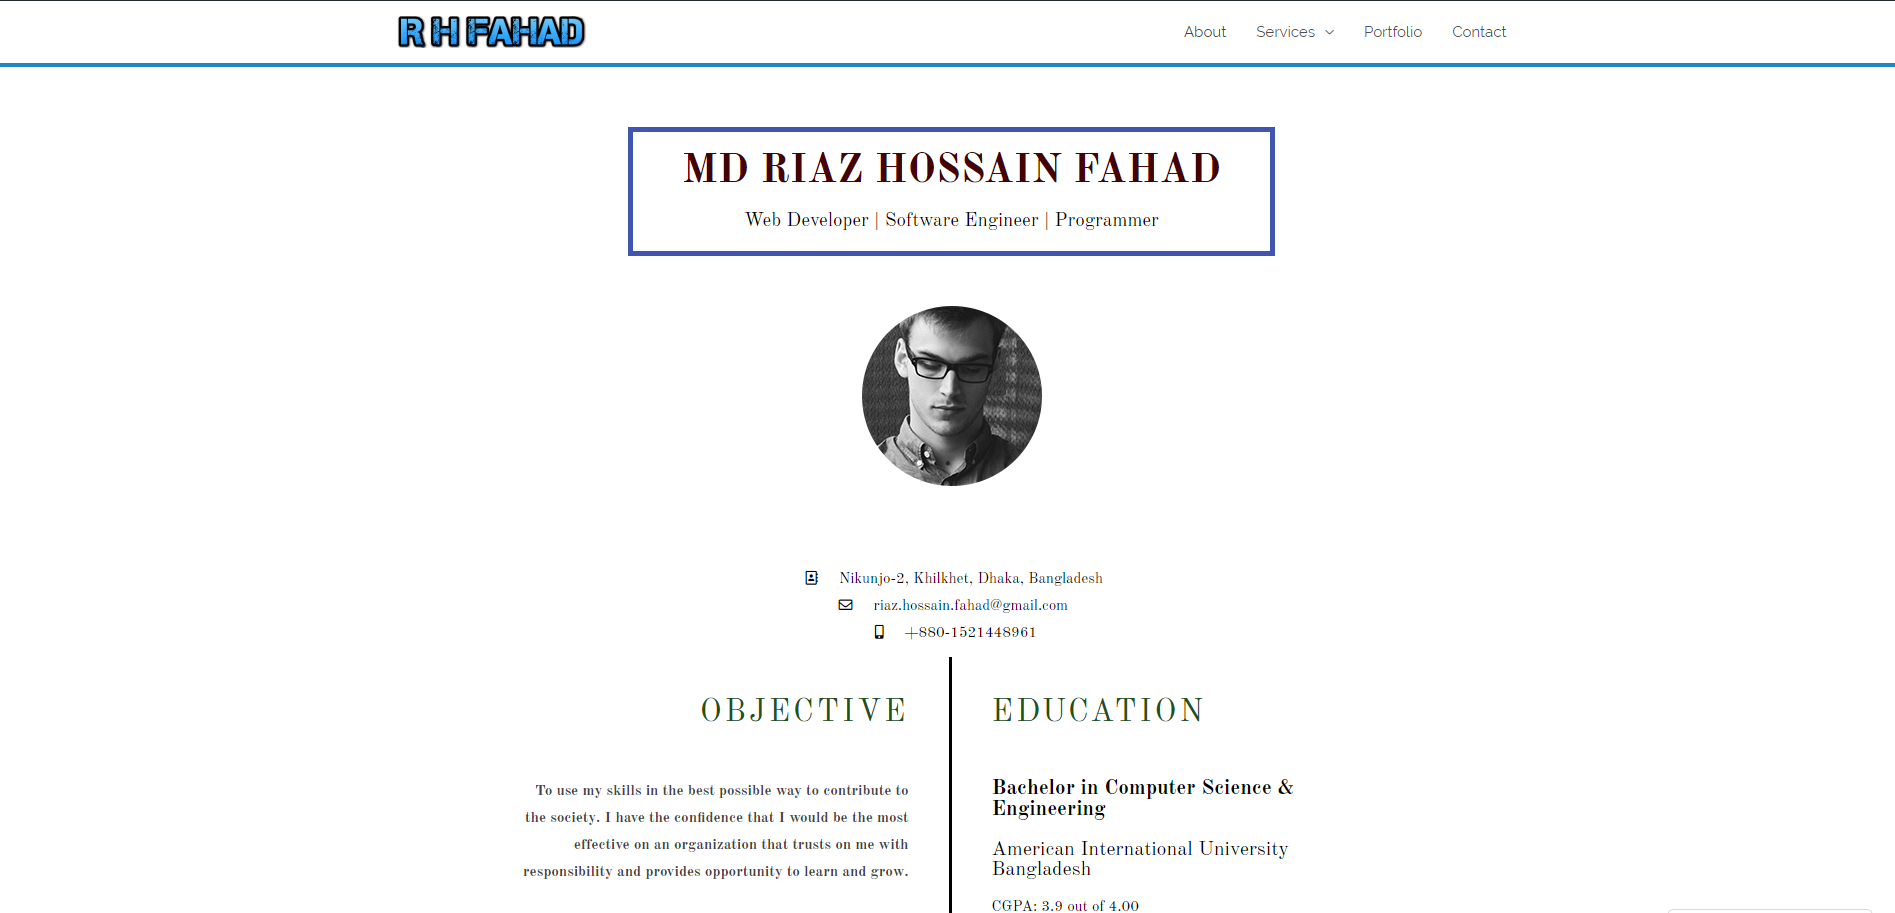 R H FAHAD
About
Services
Portfolio
Contact
MD RIAZ HOSSAIN FAHAD
Web Developer | Software Engineer | Programmer
Nikunjo-2, Khilkhet, Dhaka, Bangladesh
riaz.hossain.fahad@gmail.com
+880-1521448961
OBJECTIVE
To use my skills in the best possible way to contribute to
the society. I have the confidence that I would be the most
effective on an organization that trusts on me with
responsibility and provides opportunity to learn and grow.
EDUCATION
Bachelor in Computer Science &
Engineering
American International University
Bangladesh
CGPA: 3.9 out of 4.00